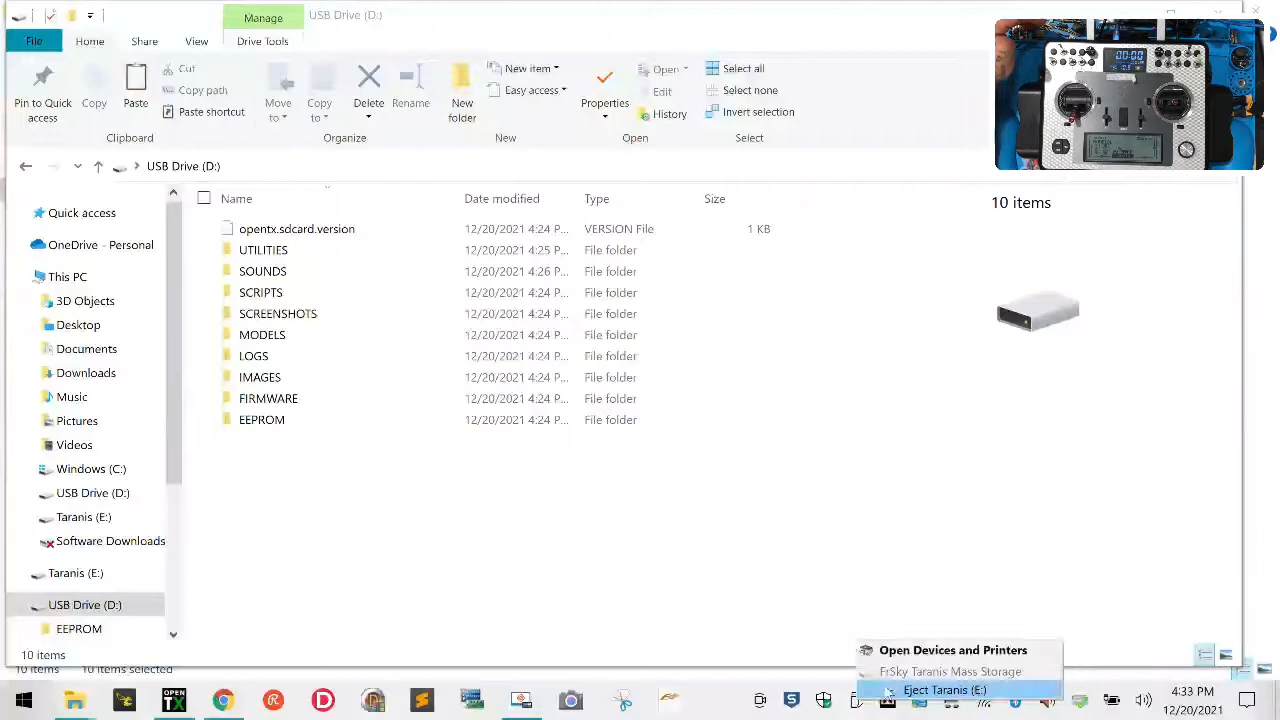 Manage
USB Drive (D:)
File
Home
Share
View
Drive Tools
Pin to Quick access
Copy
Paste
Cut
Copy path
Paste shortcut
Move to
Copy to
Rename
New folder
Easy
Properties
Open
Edit
History
Select
Select none
Invert selection
Clipboard
Organize
New
Open
Select
USB Drive (D:)
Name
Date modified
Type
Size
10 items
opentx.sdcard.version 12/20/2021 4:24 P... VERSION File 1 KB
UTILITIES 12/20/2021 4:25 P... File folder
SOUNDS 12/20/2021 4:26 P... File folder
SCRIPTS 12/20/2021 4:24 P... File folder
SCREENSHOTS 12/20/2021 4:24 P... File folder
MODELS 12/20/2021 4:24 P... File folder
LOGS 12/20/2021 4:24 P... File folder
IMAGES 12/20/2021 4:24 P... File folder
FIRMWARE 12/20/2021 4:24 P... File folder
EEPROM 12/20/2021 4:24 P... File folder
Quick access
OneDrive - Personal
This PC
3D Objects
Desktop
Documents
Downloads
Music
Pictures
Videos
Windows (C:)
USB Drive (D:)
Taranis (E:)
Software Downloads
Taranis (E:)
USB Drive (D:)
EEPROM
10 items
10 items
10 items selected
Open Devices and Printers
FrSky Taranis Mass Storage
Eject Taranis (E:)
OPEN
TX
4:33 PM
12/20/2021
00:00